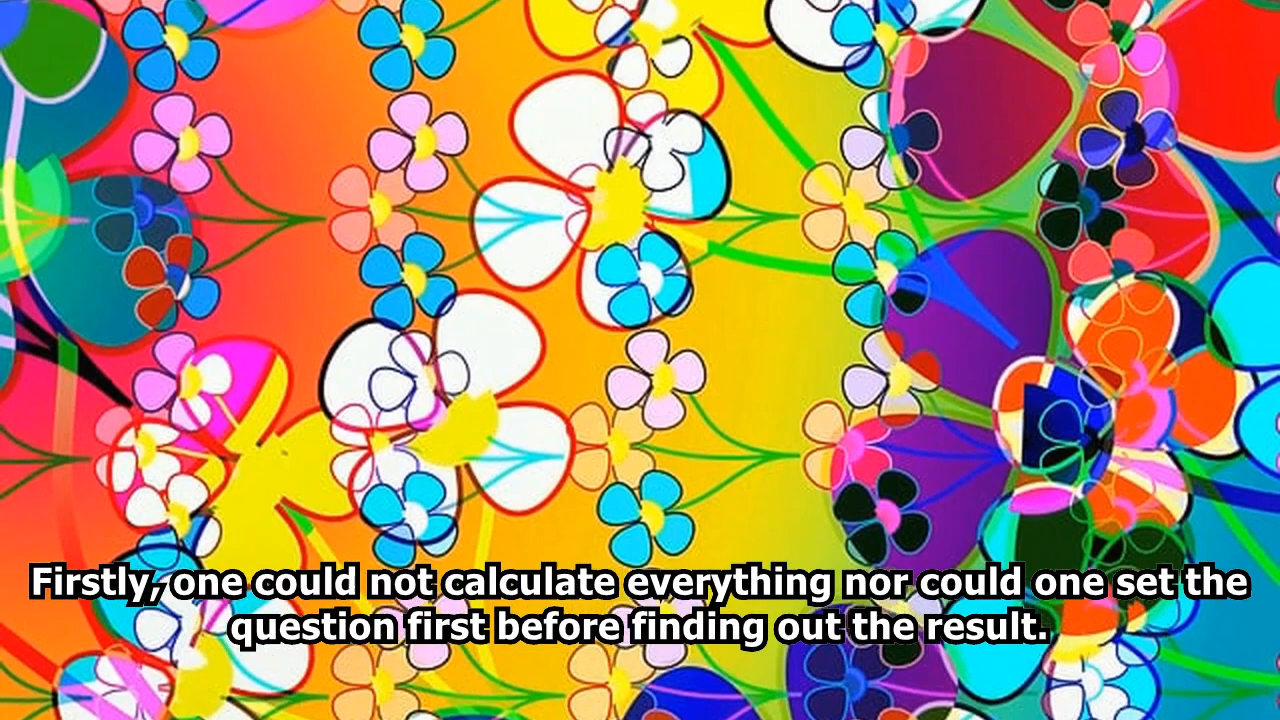 Firstly, one could not calculate everything nor could one set the
question first before finding out the result.